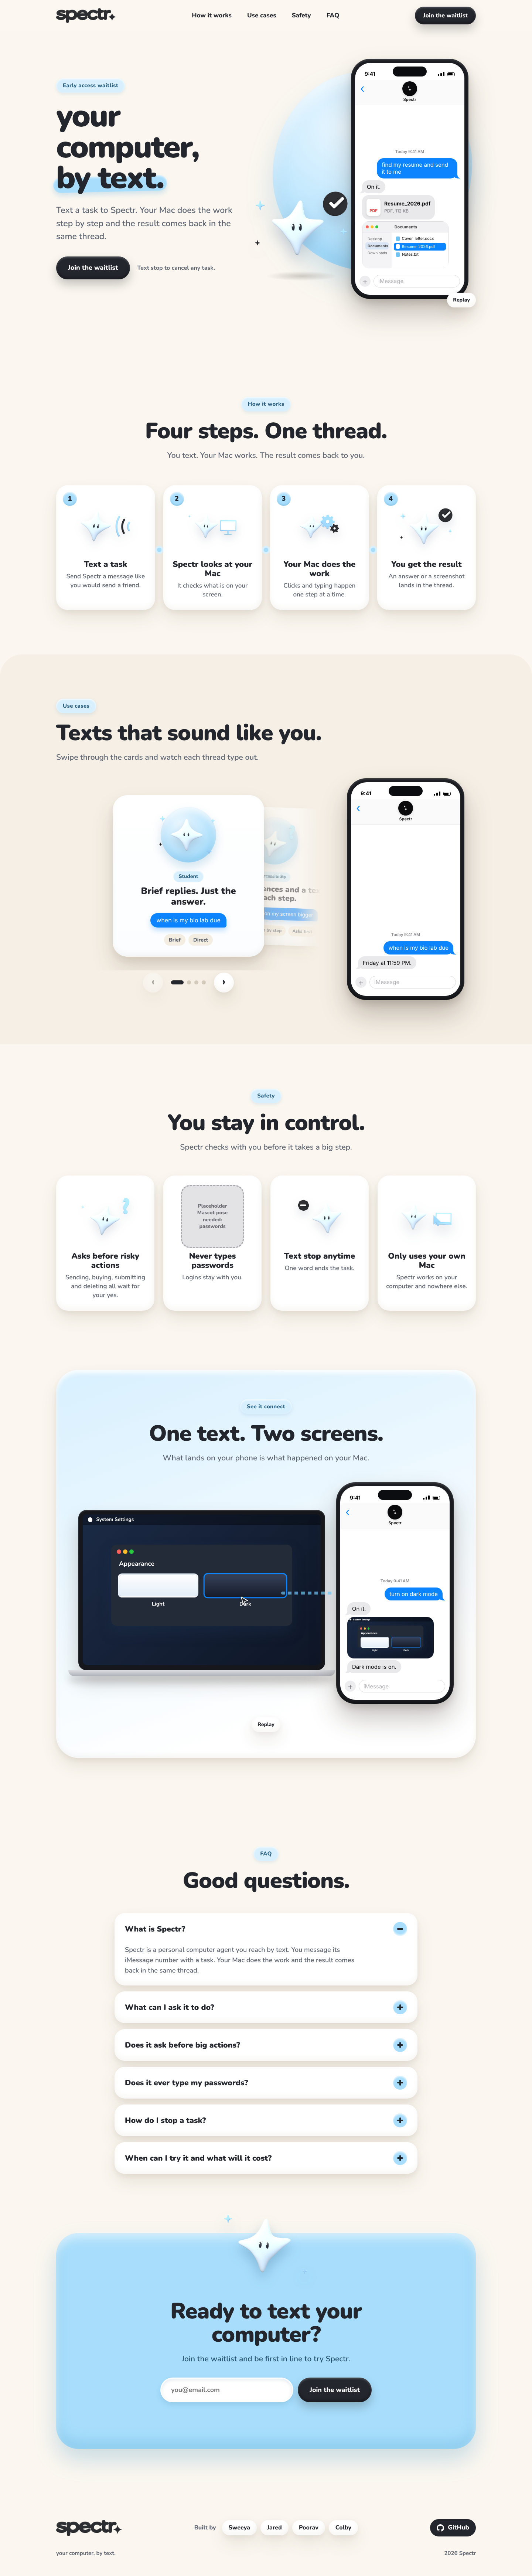 spectr
How it works
Use cases
Safety
FAQ
Join the waitlist
Early access waitlist
your
computer,
by text.
Text a task to Spectr. Your Mac does the work
step by step and the result comes back in the
same thread.
Join the waitlist
Text stop to cancel any task.
9:41
Spectr
Today 9:41 AM
find my resume and send
it to me
On it.
PDF
Resume_2026.pdf
PDF, 112 KB
Documents
Desktop
Documents
Downloads
Cover_letter.docx
Resume_2026.pdf
Notes.txt
iMessage
Replay
How it works
Four steps. One thread.
You text. Your Mac works. The result comes back to you.
1
Text a task
Send Spectr a message like
you would send a friend.
2
Spectr looks at your
Mac
It checks what is on your
screen.
3
Your Mac does the
work
Clicks and typing happen
one step at a time.
4
You get the result
An answer or a screenshot
lands in the thread.
Use cases
Texts that sound like you.
Swipe through the cards and watch each thread type out.
Student
Brief replies. Just the
answer.
when is my bio lab due
Brief
Direct
9:41
Spectr
Today 9:41 AM
when is my bio lab due
Friday at 11:59 PM.
iMessage
Safety
You stay in control.
Spectr checks with you before it takes a big step.
Asks before risky
actions
Sending, buying, submitting
and deleting all wait for
your yes.
Placeholder
Mascot pose
needed:
passwords
Never types
passwords
Logins stay with you.
Text stop anytime
One word ends the task.
Only uses your own
Mac
Spectr works on your
computer and nowhere else.
See it connect
One text. Two screens.
What lands on your phone is what happened on your Mac.
System Settings
Appearance
Light
Dark
9:41
Spectr
Today 9:41 AM
turn on dark mode
On it.
System Settings
Appearance
Light
Dark
Dark mode is on.
iMessage
Replay
FAQ
Good questions.
What is Spectr?
Spectr is a personal computer agent you reach by text. You message its
iMessage number with a task. Your Mac does the work and the result comes
back in the same thread.
What can I ask it to do?
Does it ask before big actions?
Does it ever type my passwords?
How do I stop a task?
When can I try it and what will it cost?
Ready to text your
computer?
Join the waitlist and be first in line to try Spectr.
you@email.com
Join the waitlist
spectr
Built by
Sweeya
Jared
Poorav
Colby
GitHub
your computer, by text.
2026 Spectr